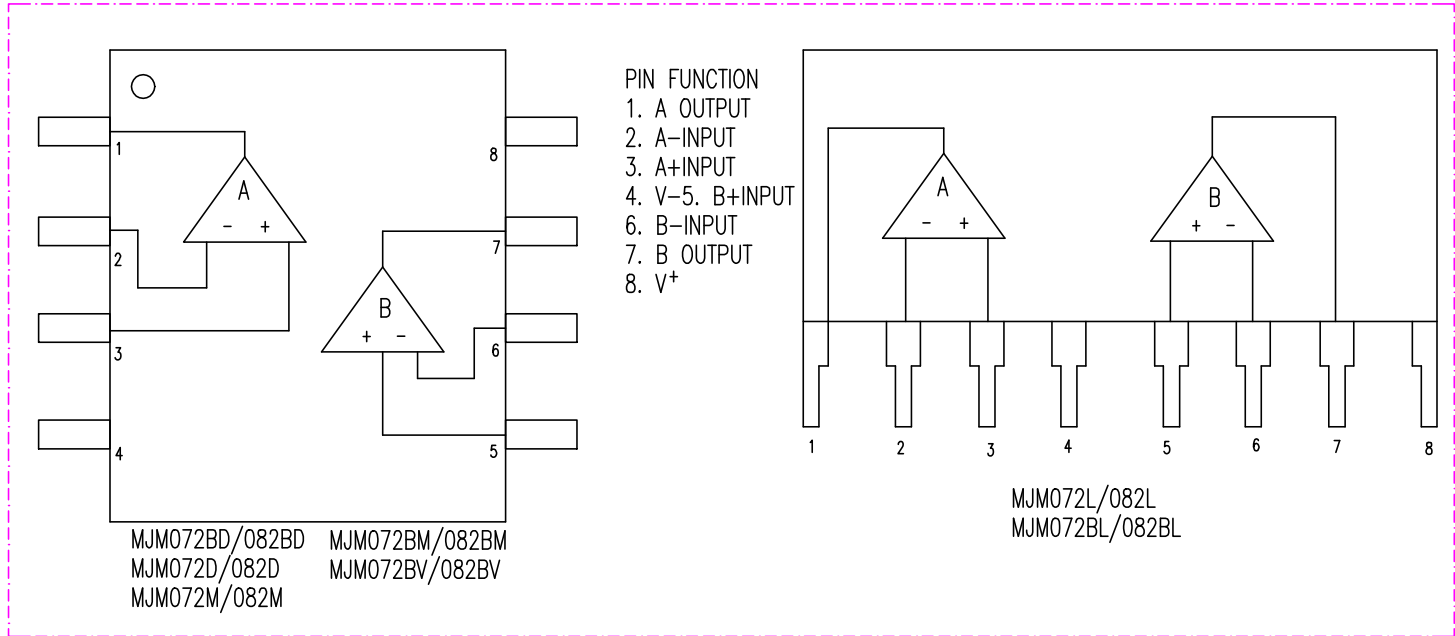 1
2
3
4
8
7
6
5
A
- +
B
+ -
MJM072BD/082BD
MJM072D/082D
MJM072M/082M
MJM072BM/082BM
MJM072BV/082BV
PIN FUNCTION
1. A OUTPUT
2. A-INPUT
3. A+INPUT
4. V-5. B+INPUT
6. B-INPUT
7. B OUTPUT
8. V⁺
A
- +
B
+ -
1 2 3 4 5 6 7 8
MJM072L/082L
MJM072BL/082BL